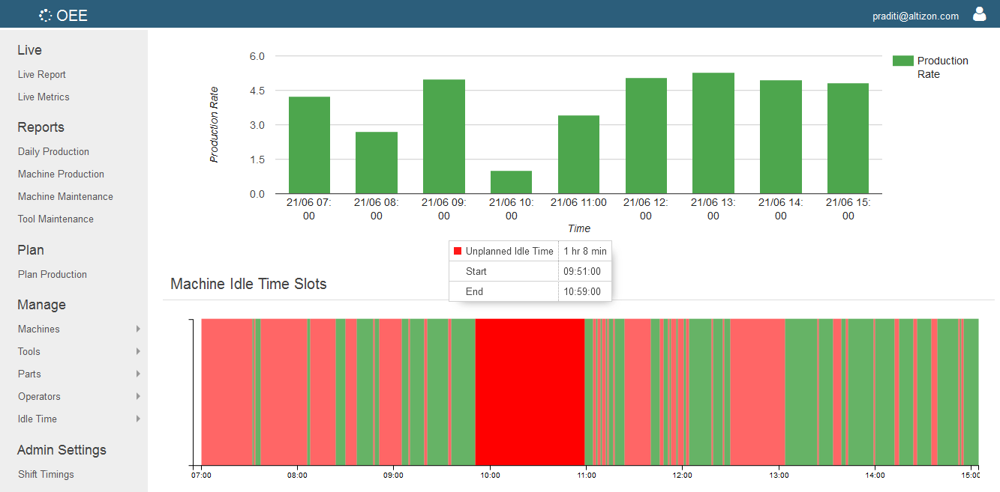 OEE
praditi@altizon.com
Live
Live Report
Live Metrics
Reports
Daily Production
Machine Production
Machine Maintenance
Tool Maintenance
Plan
Plan Production
Manage
Machines
Tools
Parts
Operators
Idle Time
Admin Settings
Shift Timings
Production Rate
6.0
4.5
3.0
1.5
0.0
21/06 07:
00
21/06 08:
00
21/06 09:
00
21/06 10:
00
21/06 11:00
21/06 12:
00
21/06 13:
00
21/06 14:
00
21/06 15:
00
Time
Production
Rate
Unplanned Idle Time 1 hr 8 min
Start 09:51:00
End 10:59:00
Machine Idle Time Slots
07:00 08:00 09:00 10:00 11:00 12:00 13:00 14:00 15:00